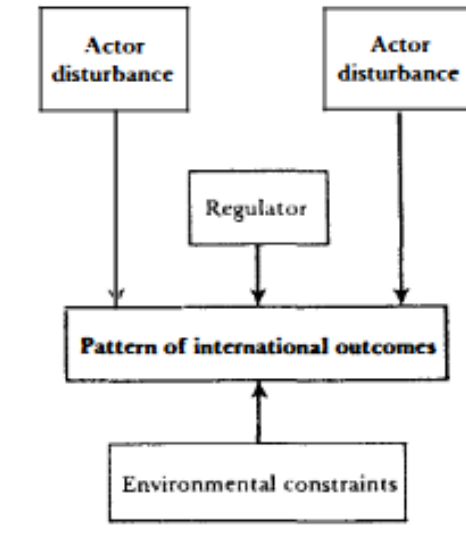 Actor
disturbance
Actor
disturbance
Regulator
Pattern of international outcomes
Environmental constraints